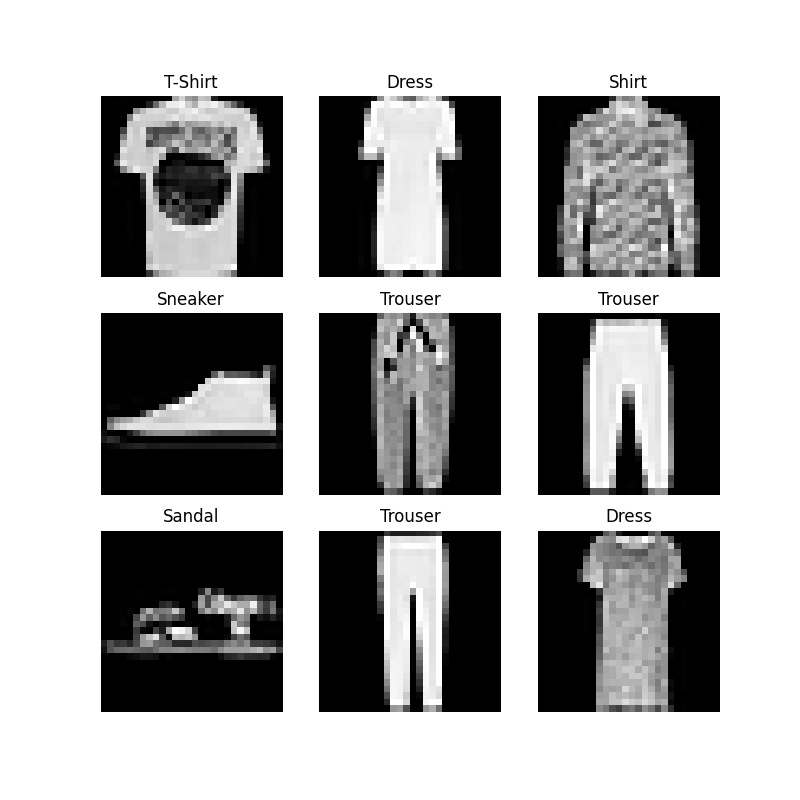 T-Shirt
Dress
Shirt
Sneaker
Trouser
Trouser
Sandal
Trouser
Dress